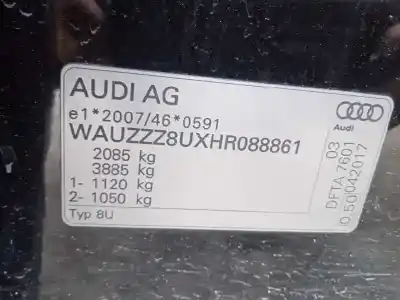 AUDI AG
e1*2007/46*0591
WAUZZZ8UXHR088861
2085 kg
3885 kg
1- 1120 kg
2- 1050 kg
Typ 8U
Audi
03
DFTA 7601
0.50042017